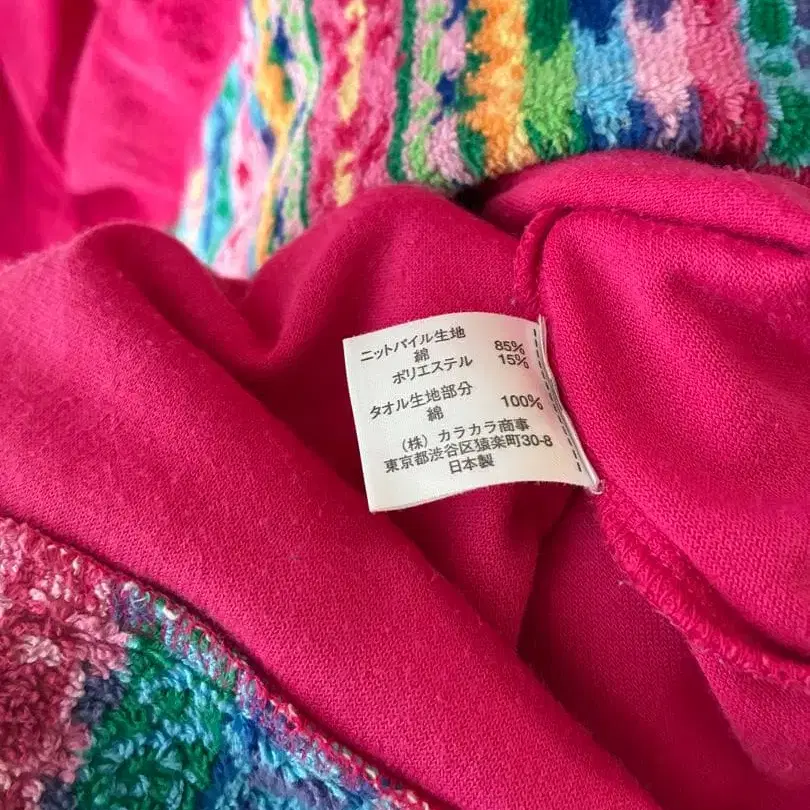 ニットパイル生地
綿 85%
ポリエステル 15%
タオル生地部分
綿 100%
(株) カラカラ商事
東京都渋谷区猿楽町30-8
日本製